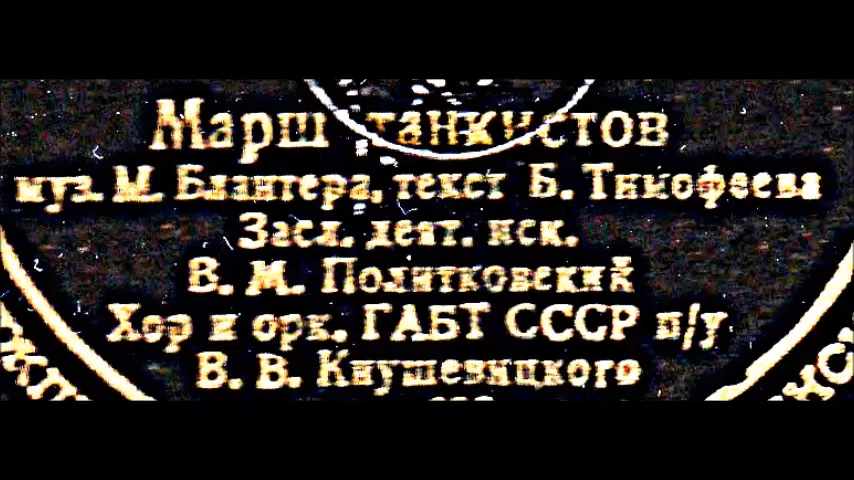 Марш танкистов
муз. М. Блантера, текст Б. Тимофеева
Засл. деят. иск.
В. М. Политковский
Хор и орк. ГАБТ СССР п/у
В. В. Кнушевицкого